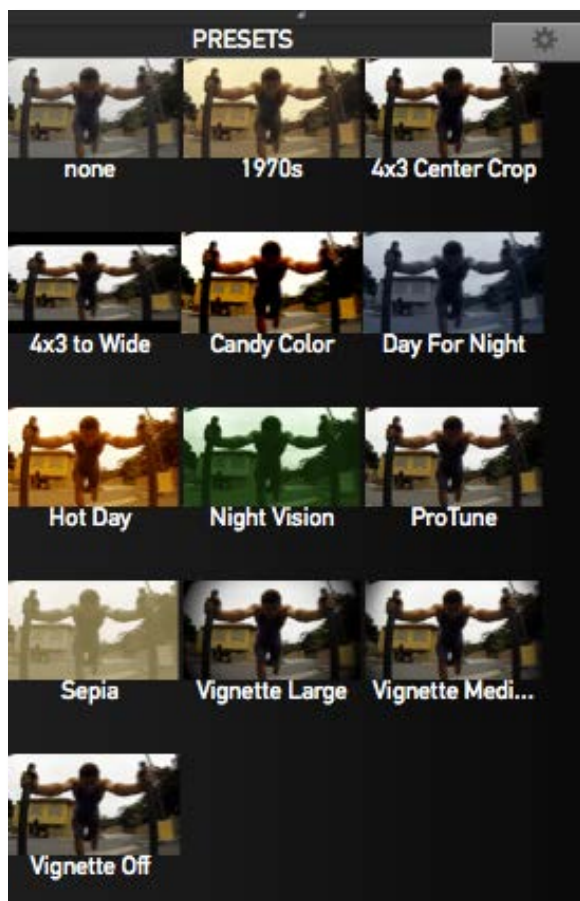 PRESETS
none 1970s 4x3 Center Crop
4x3 to Wide Candy Color Day For Night
Hot Day Night Vision ProTune
Sepia Vignette Large Vignette Medi...
Vignette Off